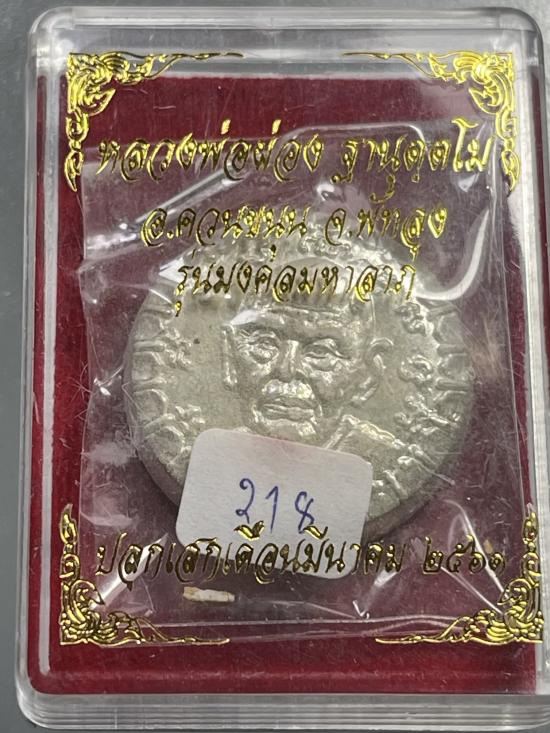 หลวงพ่อผ่อง ฐานุตฺตโม
อ.ควนขนุน จ.พัทลุง
รุ่นมงคลมหาลาภ
218
ปลุกเสกเดือนมีนาคม ๒๕๖๑